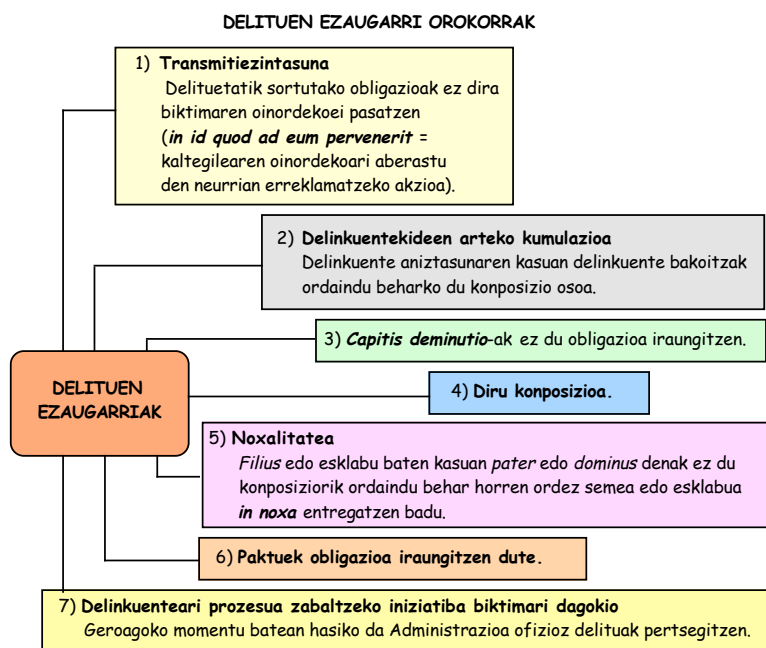 DELITUEN EZAUGARRI OROKORRAK
1) Transmitiezintasuna
Delituetatik sortutako obligazioak ez dira
biktimaren oinordekoei pasatzen
(in id quod ad eum pervenerit =
kaltegilearen oinordekoari aberastu
den neurrian erreklamatzeko akzioa).
2) Delinkuentekideen arteko kumulazioa
Delinkuente aniztasunaren kasuan delinkuente bakoitzak
ordaindu beharko du konposizio osoa.
3) Capitis deminutio-ak ez du obligazioa iraungitzen.
DELITUEN
EZAUGARRIAK
4) Diru konposizioa.
5) Noxalitatea
Filius edo esklabu baten kasuan pater edo dominus denak ez du
konposiziorik ordaindu behar horren ordez semea edo esklabua
in noxa entregatzen badu.
6) Paktuek obligazioa iraungitzen dute.
7) Delinkuenteari prozesua zabaltzeko iniziatiba biktimari dagokio
Geroagoko momentu batean hasiko da Administrazioa ofizioz delituak pertsegitzen.